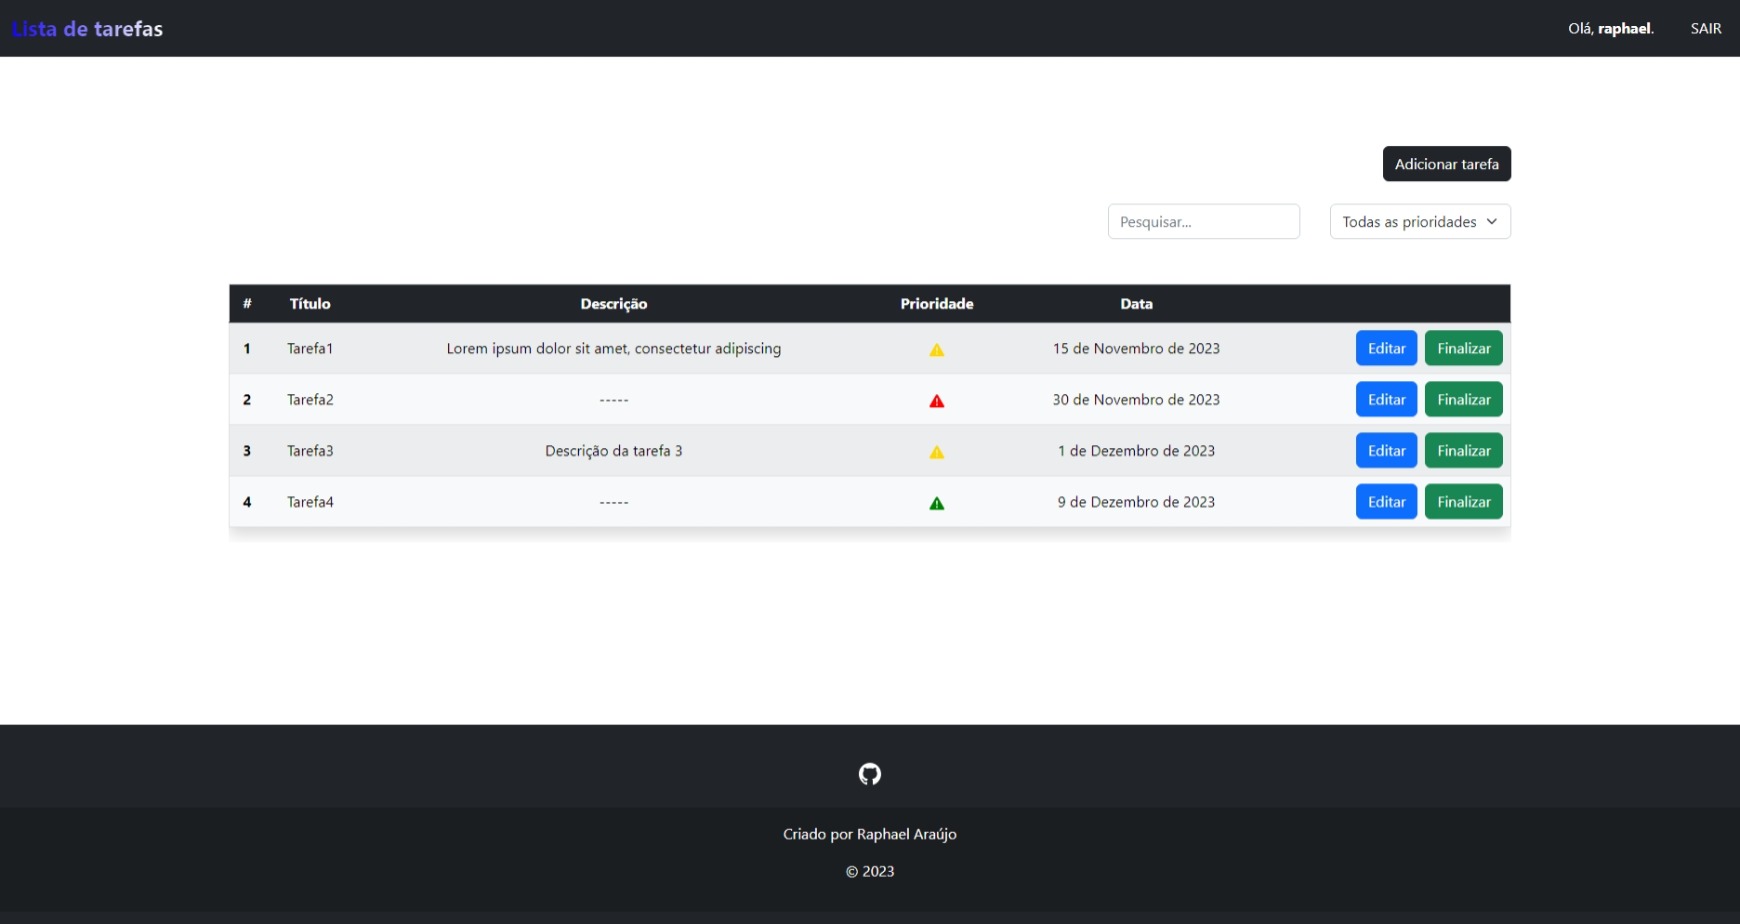 Lista de tarefas
Olá, raphael. SAIR
Adicionar tarefa
Pesquisar... Todas as prioridades
# Título Descrição Prioridade Data
1 Tarefa1 Lorem ipsum dolor sit amet, consectetur adipiscing 15 de Novembro de 2023 Editar Finalizar
2 Tarefa2 ----- 30 de Novembro de 2023 Editar Finalizar
3 Tarefa3 Descrição da tarefa 3 1 de Dezembro de 2023 Editar Finalizar
4 Tarefa4 ----- 9 de Dezembro de 2023 Editar Finalizar
Criado por Raphael Araújo
© 2023